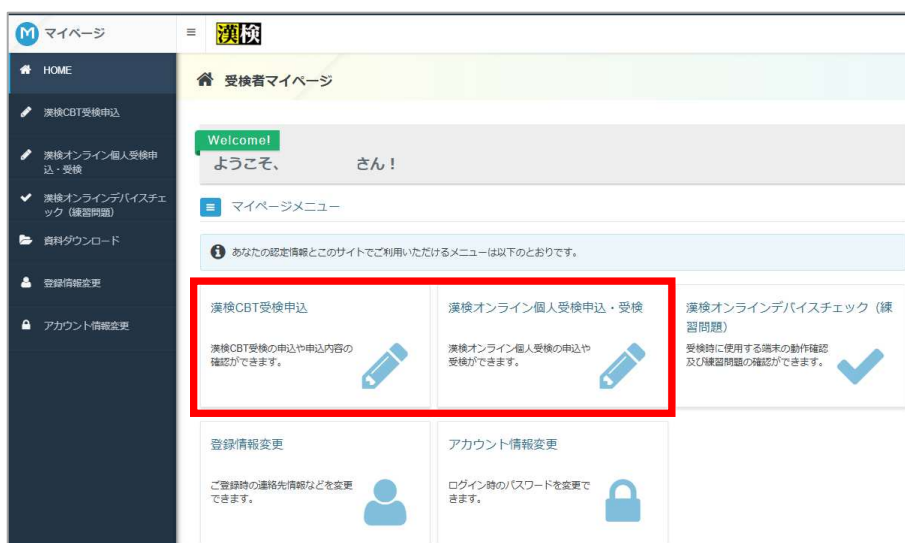 M マイページ
≡ 漢検
HOME
漢検CBT受検申込
漢検オンライン個人受検申
込・受検
漢検オンラインデバイスチェ
ック（練習問題）
資料ダウンロード
登録情報変更
アカウント情報変更
受検者マイページ
Welcome!
ようこそ、 さん！
マイページメニュー
あなたの認定情報とこのサイトでご利用いただけるメニューは以下のとおりです。
漢検CBT受検申込
漢検CBT受検の申込や申込内容の
確認ができます。
漢検オンライン個人受検申込・受検
漢検オンライン個人受検の申込や
受検ができます。
漢検オンラインデバイスチェック（練
習問題）
受検時に使用する端末の動作確認
及び練習問題の確認ができます。
登録情報変更
ご登録時の連絡先情報などを変更
できます。
アカウント情報変更
ログイン時のパスワードを変更で
きます。